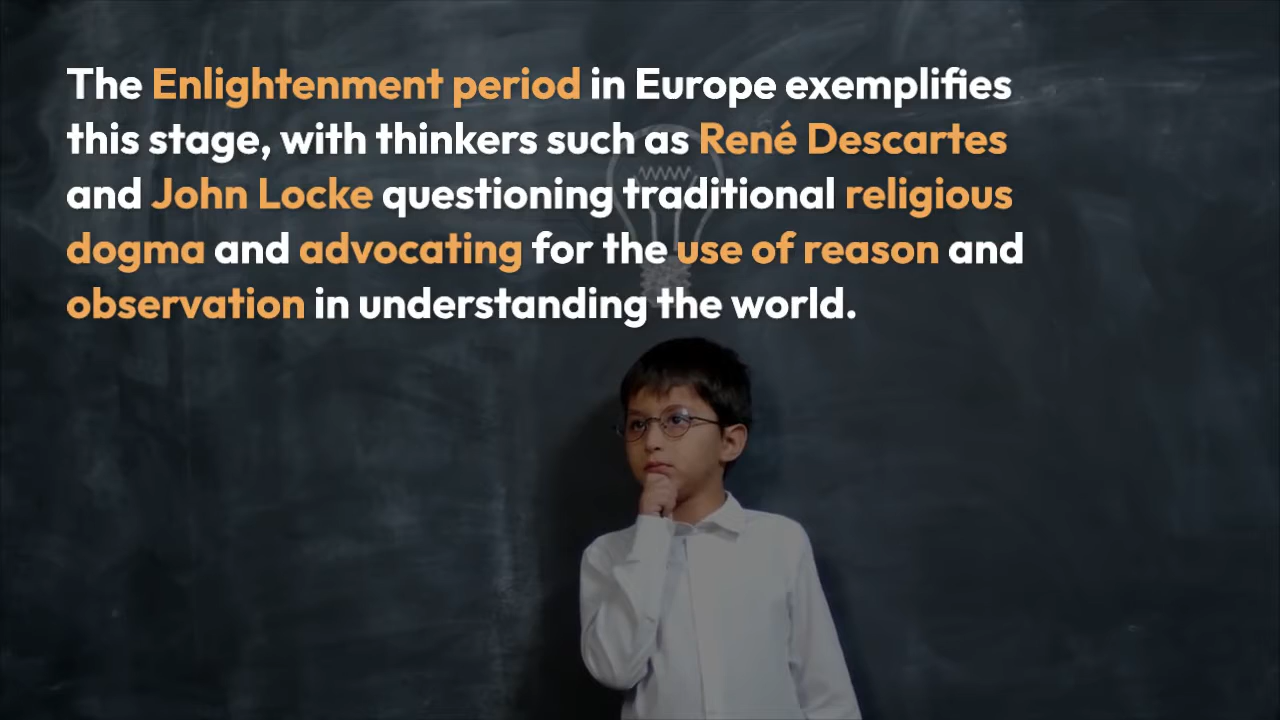 The Enlightenment period in Europe exemplifies
this stage, with thinkers such as René Descartes
and John Locke questioning traditional religious
dogma and advocating for the use of reason and
observation in understanding the world.